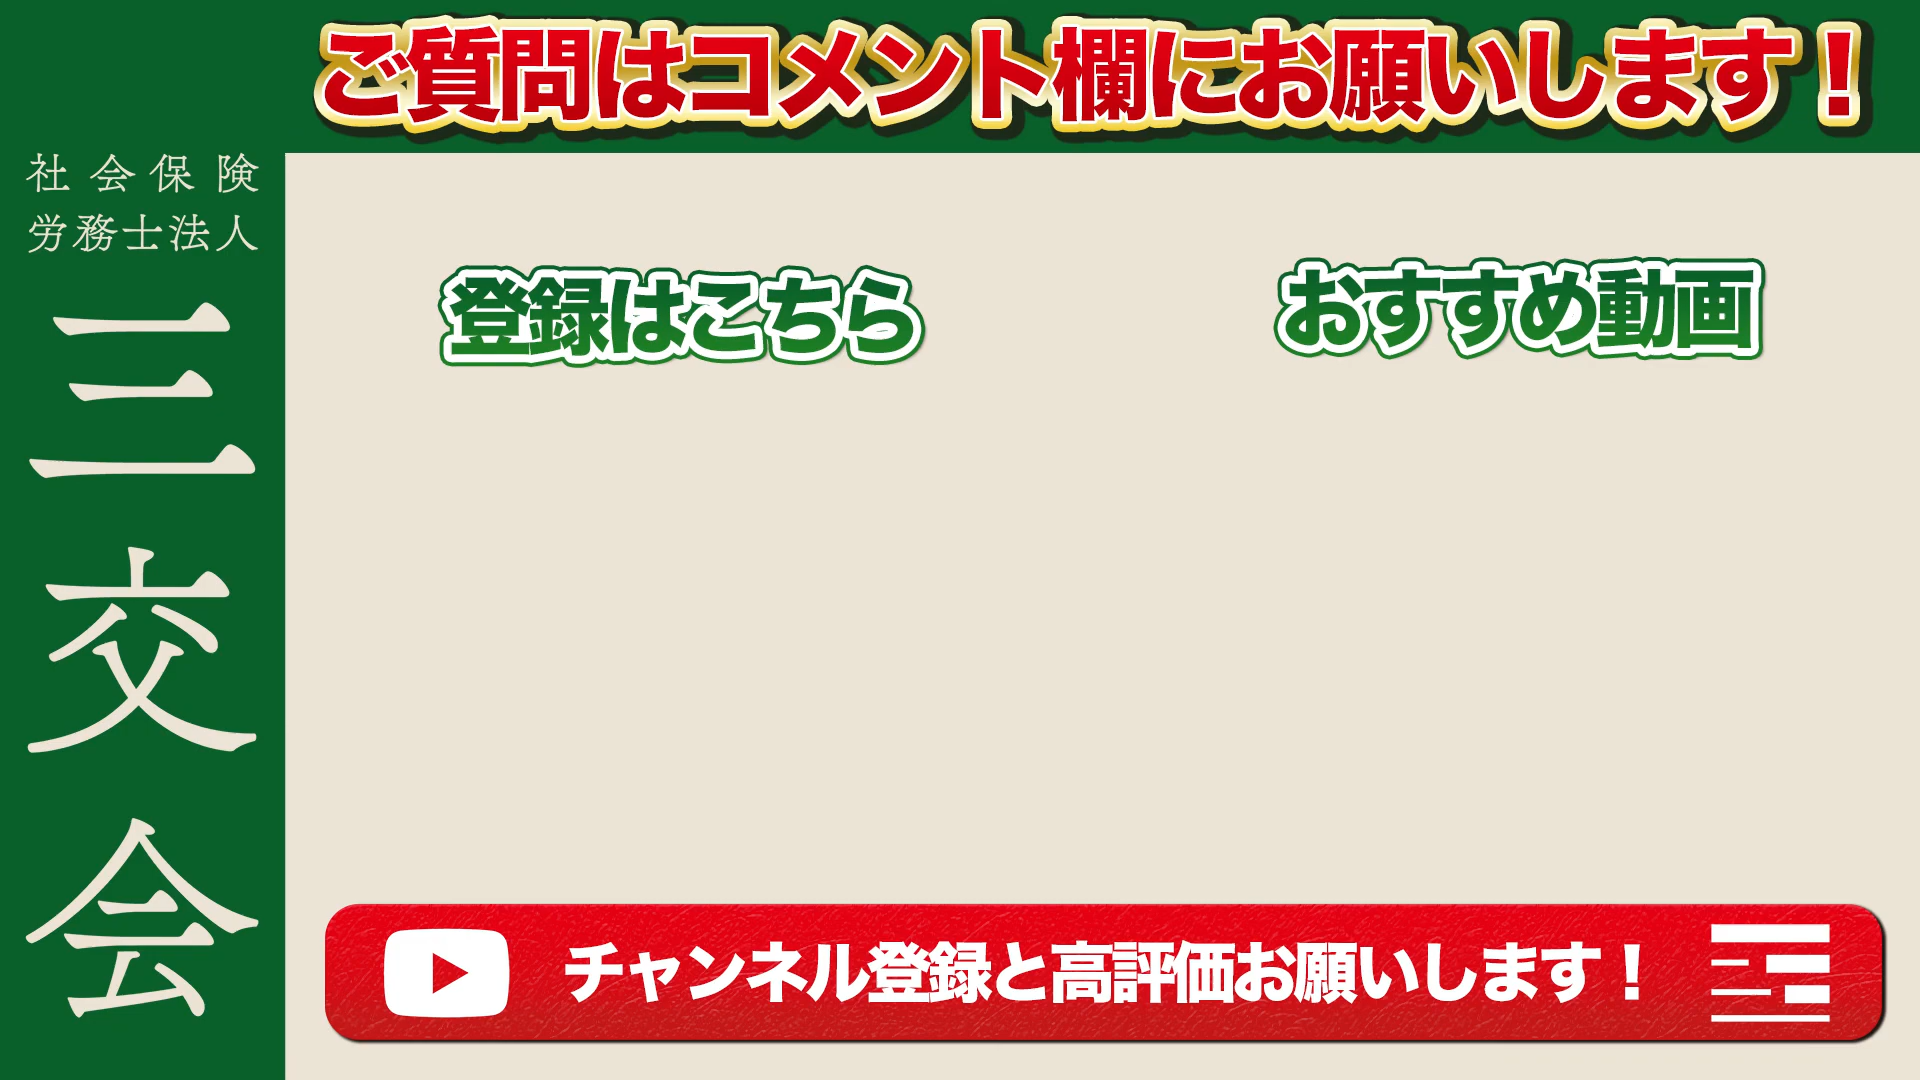 ご質問はコメント欄にお願いします！
社会保険
労務士法人
三交会
登録はこちら
おすすめ動画
チャンネル登録と高評価お願いします！